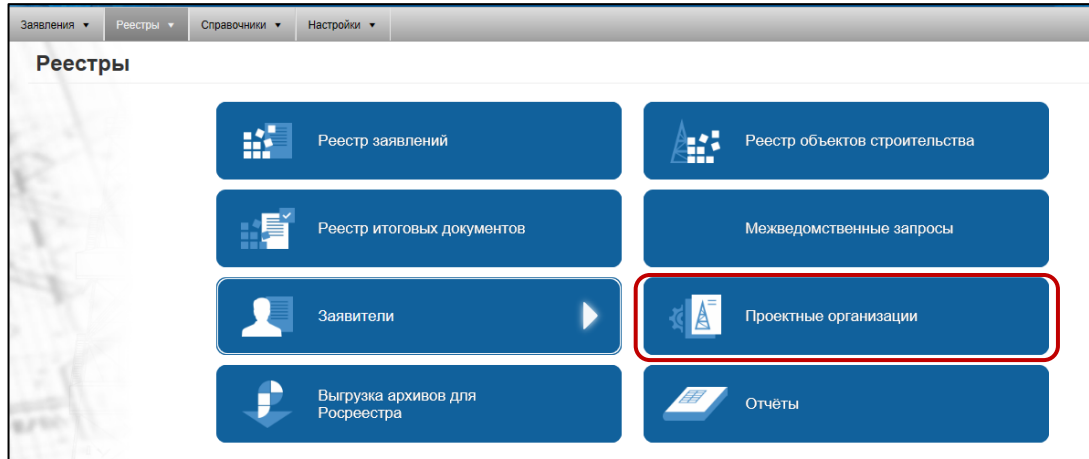 Заявления ▼ Реестры ▼ Справочники ▼ Настройки ▼
Реестры
Реестр заявлений
Реестр объектов строительства
Реестр итоговых документов
Межведомственные запросы
Заявители
Проектные организации
Выгрузка архивов для
Росреестра
Отчёты